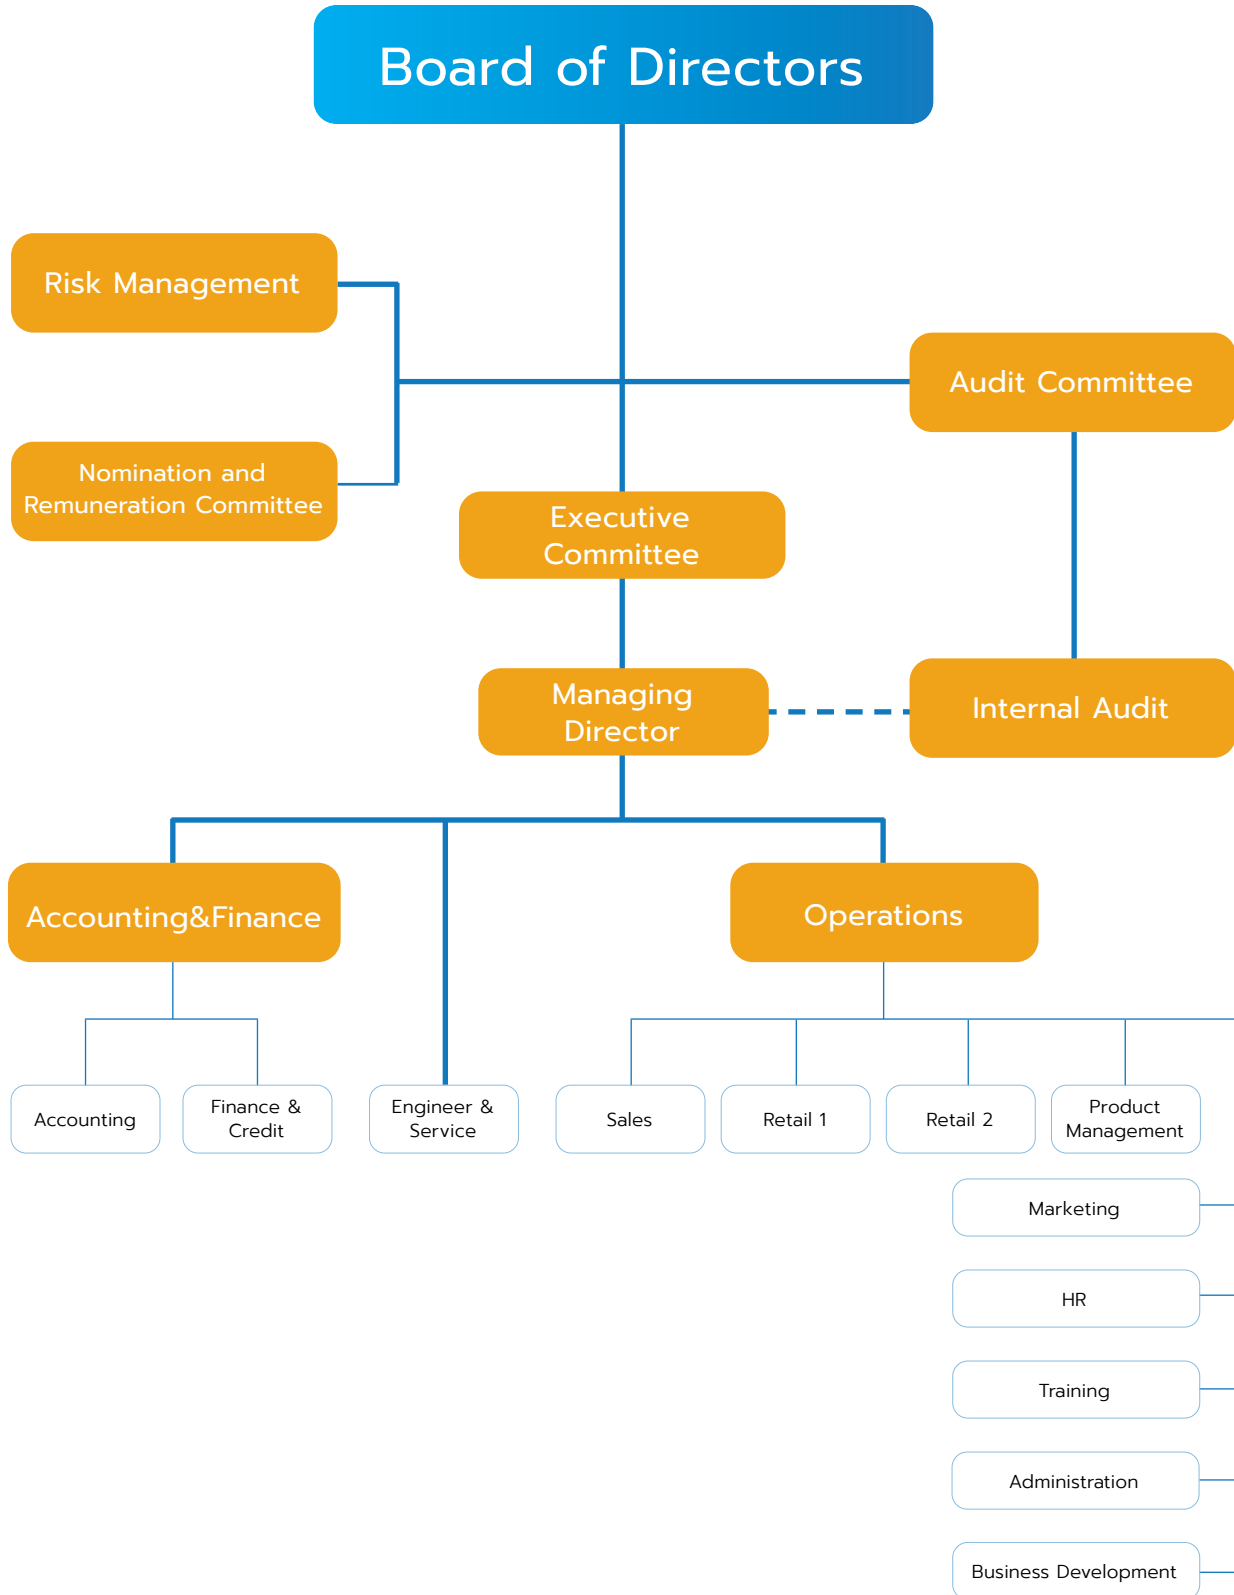 Board of Directors
Risk Management
Audit Committee
Nomination and
Remuneration Committee
Executive
Committee
Managing
Director
Internal Audit
Accounting&Finance
Operations
Accounting
Finance &
Credit
Engineer &
Service
Sales
Retail 1
Retail 2
Product
Management
Marketing
HR
Training
Administration
Business Development